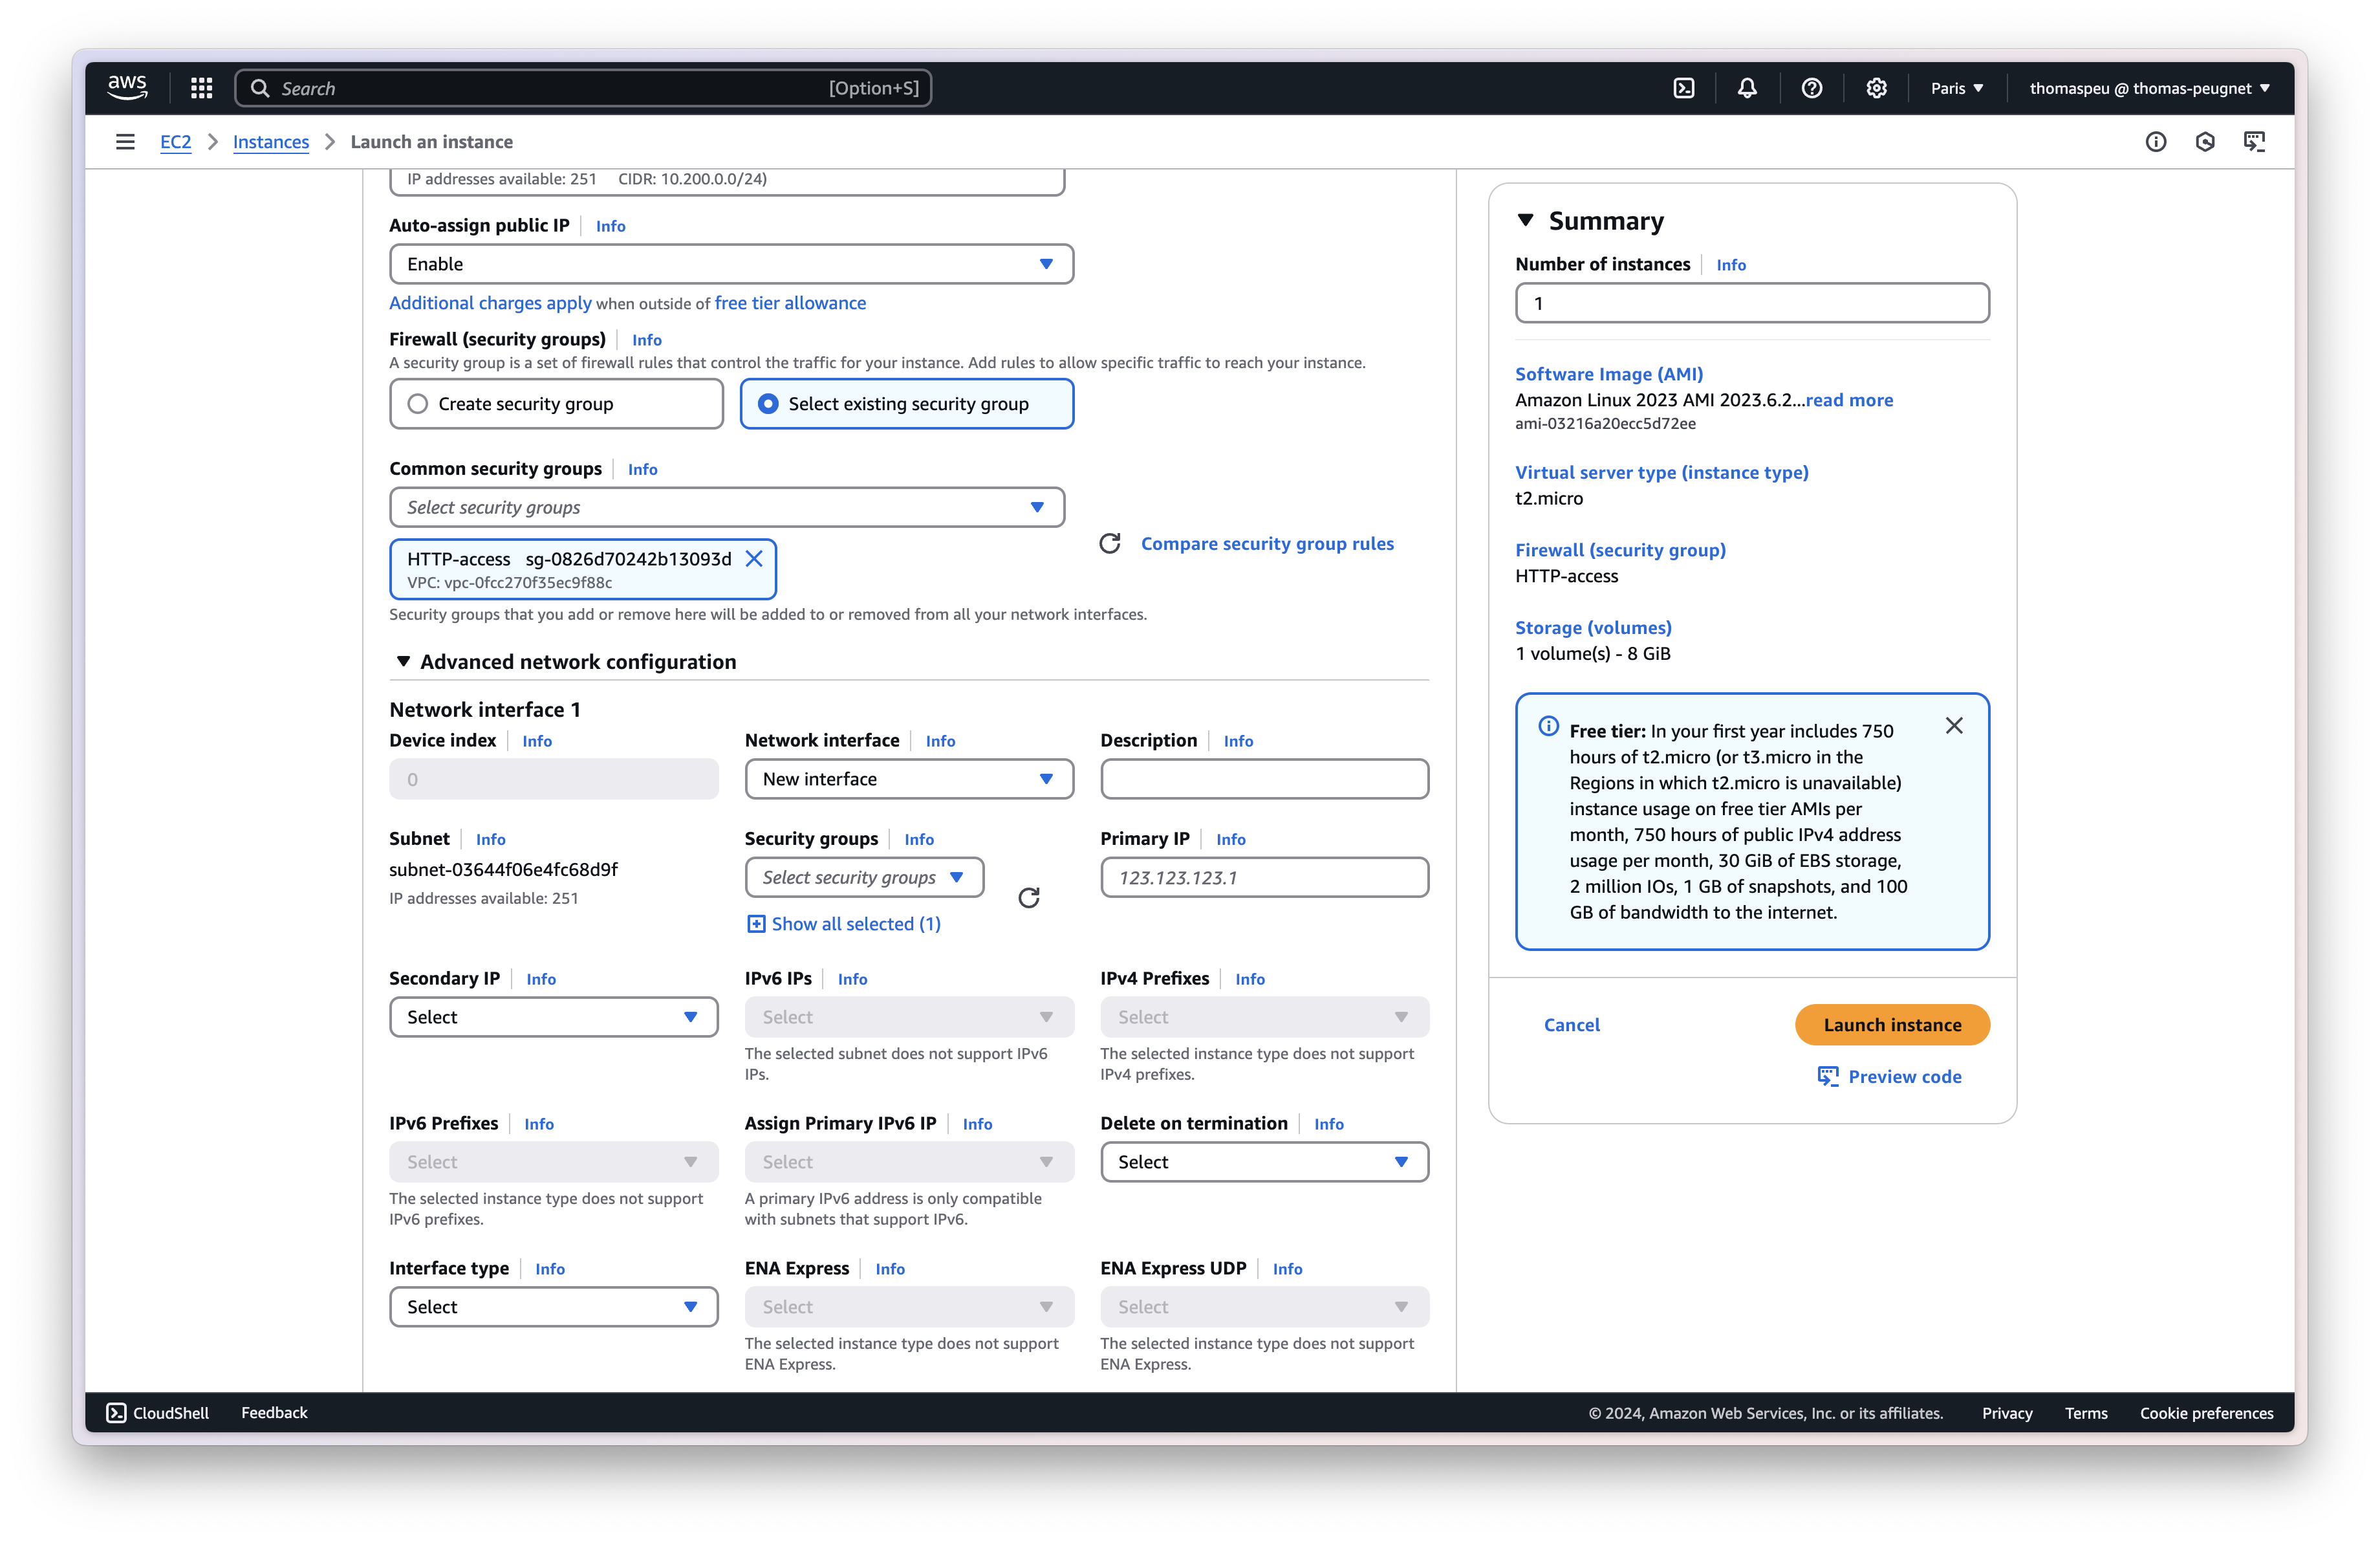 aws
Search [Option+S]
Paris
thomaspeu @ thomas-peugnet
EC2 Instances Launch an instance
IP addresses available: 251 CIDR: 10.200.0.0/24)
Auto-assign public IP Info
Enable
Additional charges apply when outside of free tier allowance
Firewall (security groups) Info
A security group is a set of firewall rules that control the traffic for your instance. Add rules to allow specific traffic to reach your instance.
Create security group
Select existing security group
Common security groups Info
Select security groups
HTTP-access sg-0826d70242b13093d
VPC: vpc-0fcc270f35ec9f88c
Compare security group rules
Security groups that you add or remove here will be added to or removed from all your network interfaces.
Advanced network configuration
Network interface 1
Device index Info
0
Network interface Info
New interface
Description Info
Subnet Info
subnet-03644f06e4fc68d9f
IP addresses available: 251
Security groups Info
Select security groups
Show all selected (1)
Primary IP Info
123.123.123.1
Secondary IP Info
Select
IPv6 IPs Info
Select
The selected subnet does not support IPv6
IPs.
IPv4 Prefixes Info
Select
The selected instance type does not support
IPv4 prefixes.
IPv6 Prefixes Info
Select
The selected instance type does not support
IPv6 prefixes.
Assign Primary IPv6 IP Info
Select
A primary IPv6 address is only compatible
with subnets that support IPv6.
Delete on termination Info
Select
Interface type Info
Select
ENA Express Info
Select
The selected instance type does not support
ENA Express.
ENA Express UDP Info
Select
The selected instance type does not support
ENA Express.
Summary
Number of instances Info
1
Software Image (AMI)
Amazon Linux 2023 AMI 2023.6.2...read more
ami-03216a20ecc5d72ee
Virtual server type (instance type)
t2.micro
Firewall (security group)
HTTP-access
Storage (volumes)
1 volume(s) - 8 GiB
Free tier: In your first year includes 750
hours of t2.micro (or t3.micro in the
Regions in which t2.micro is unavailable)
instance usage on free tier AMIs per
month, 750 hours of public IPv4 address
usage per month, 30 GiB of EBS storage,
2 million IOs, 1 GB of snapshots, and 100
GB of bandwidth to the internet.
Cancel
Launch instance
Preview code
CloudShell
Feedback
© 2024, Amazon Web Services, Inc. or its affiliates.
Privacy
Terms
Cookie preferences